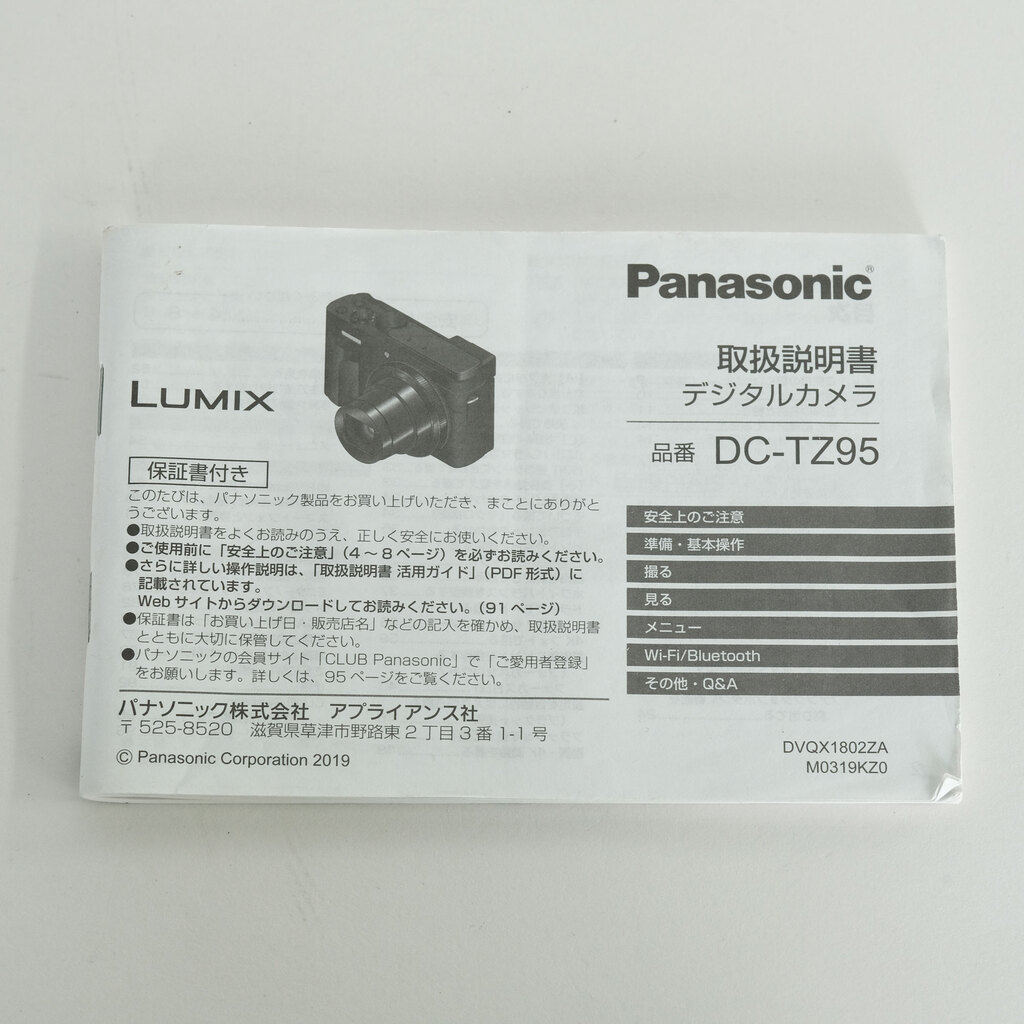 Panasonic®
取扱説明書
デジタルカメラ
品番 DC-TZ95
LUMIX
保証書付き
このたびは、パナソニック製品をお買い上げいただき、まことにありがと
うございます。
●取扱説明書をよくお読みのうえ、正しく安全にお使いください。
●ご使用前に「安全上のご注意」(4～8ページ)を必ずお読みください。
●さらに詳しい操作説明は、「取扱説明書 活用ガイド」(PDF形式)に
記載されています。
Webサイトからダウンロードしてお読みください。(91ページ)
●保証書は「お買い上げ日・販売店名」などの記入を確かめ、取扱説明書
とともに大切に保管してください。
●パナソニックの会員サイト「CLUB Panasonic」で「ご愛用者登録」
をお願いします。詳しくは、95ページをご覧ください。
パナソニック株式会社 アプライアンス社
〒525-8520 滋賀県草津市野路東2丁目3番1-1号
© Panasonic Corporation 2019
安全上のご注意
準備・基本操作
撮る
見る
メニュー
Wi-Fi/Bluetooth
その他・Q&A
DVQX1802ZA
M0319KZ0